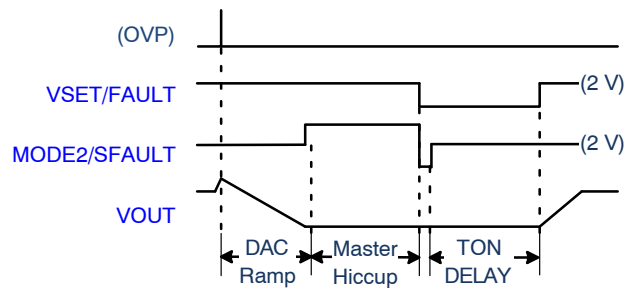 (OVP)
VSET/FAULT
(2 V)
MODE2/SFAULT
(2 V)
VOUT
DAC
Ramp
Master
Hiccup
TON
DELAY